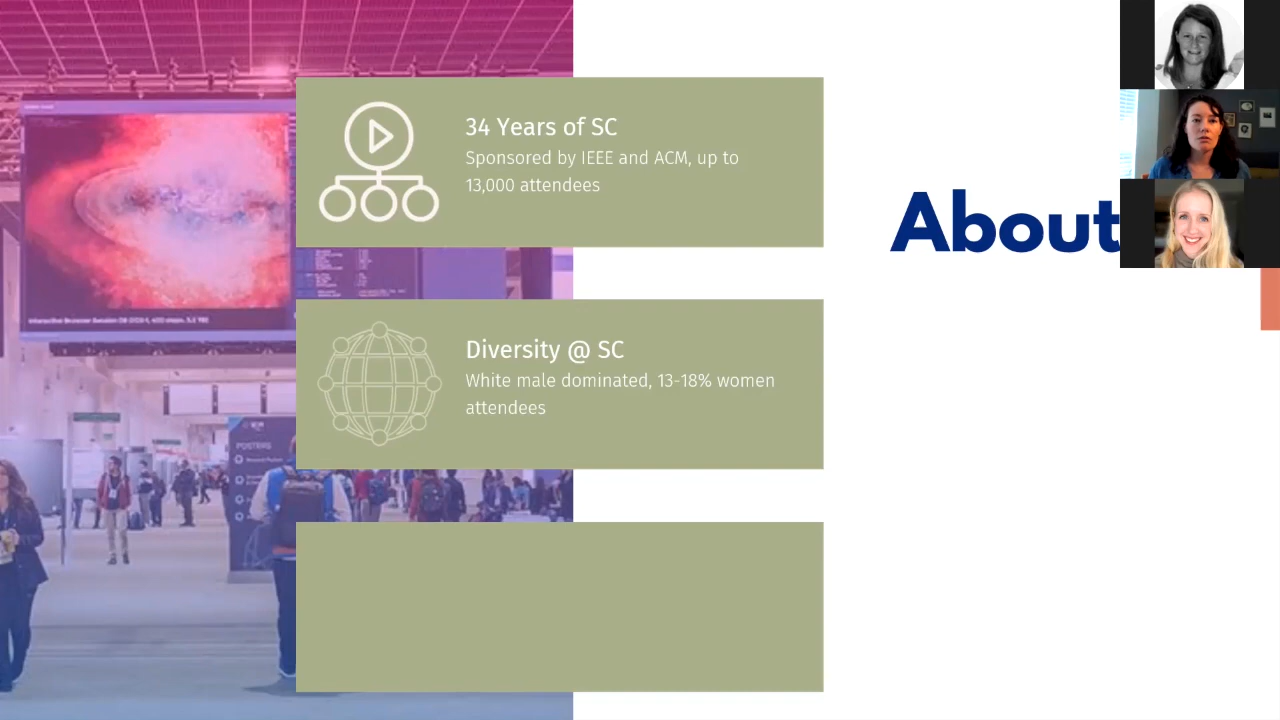 34 Years of SC
Sponsored by IEEE and ACM, up to
13,000 attendees
About
Diversity @ SC
White male dominated, 13-18% women
attendees
POSTERS